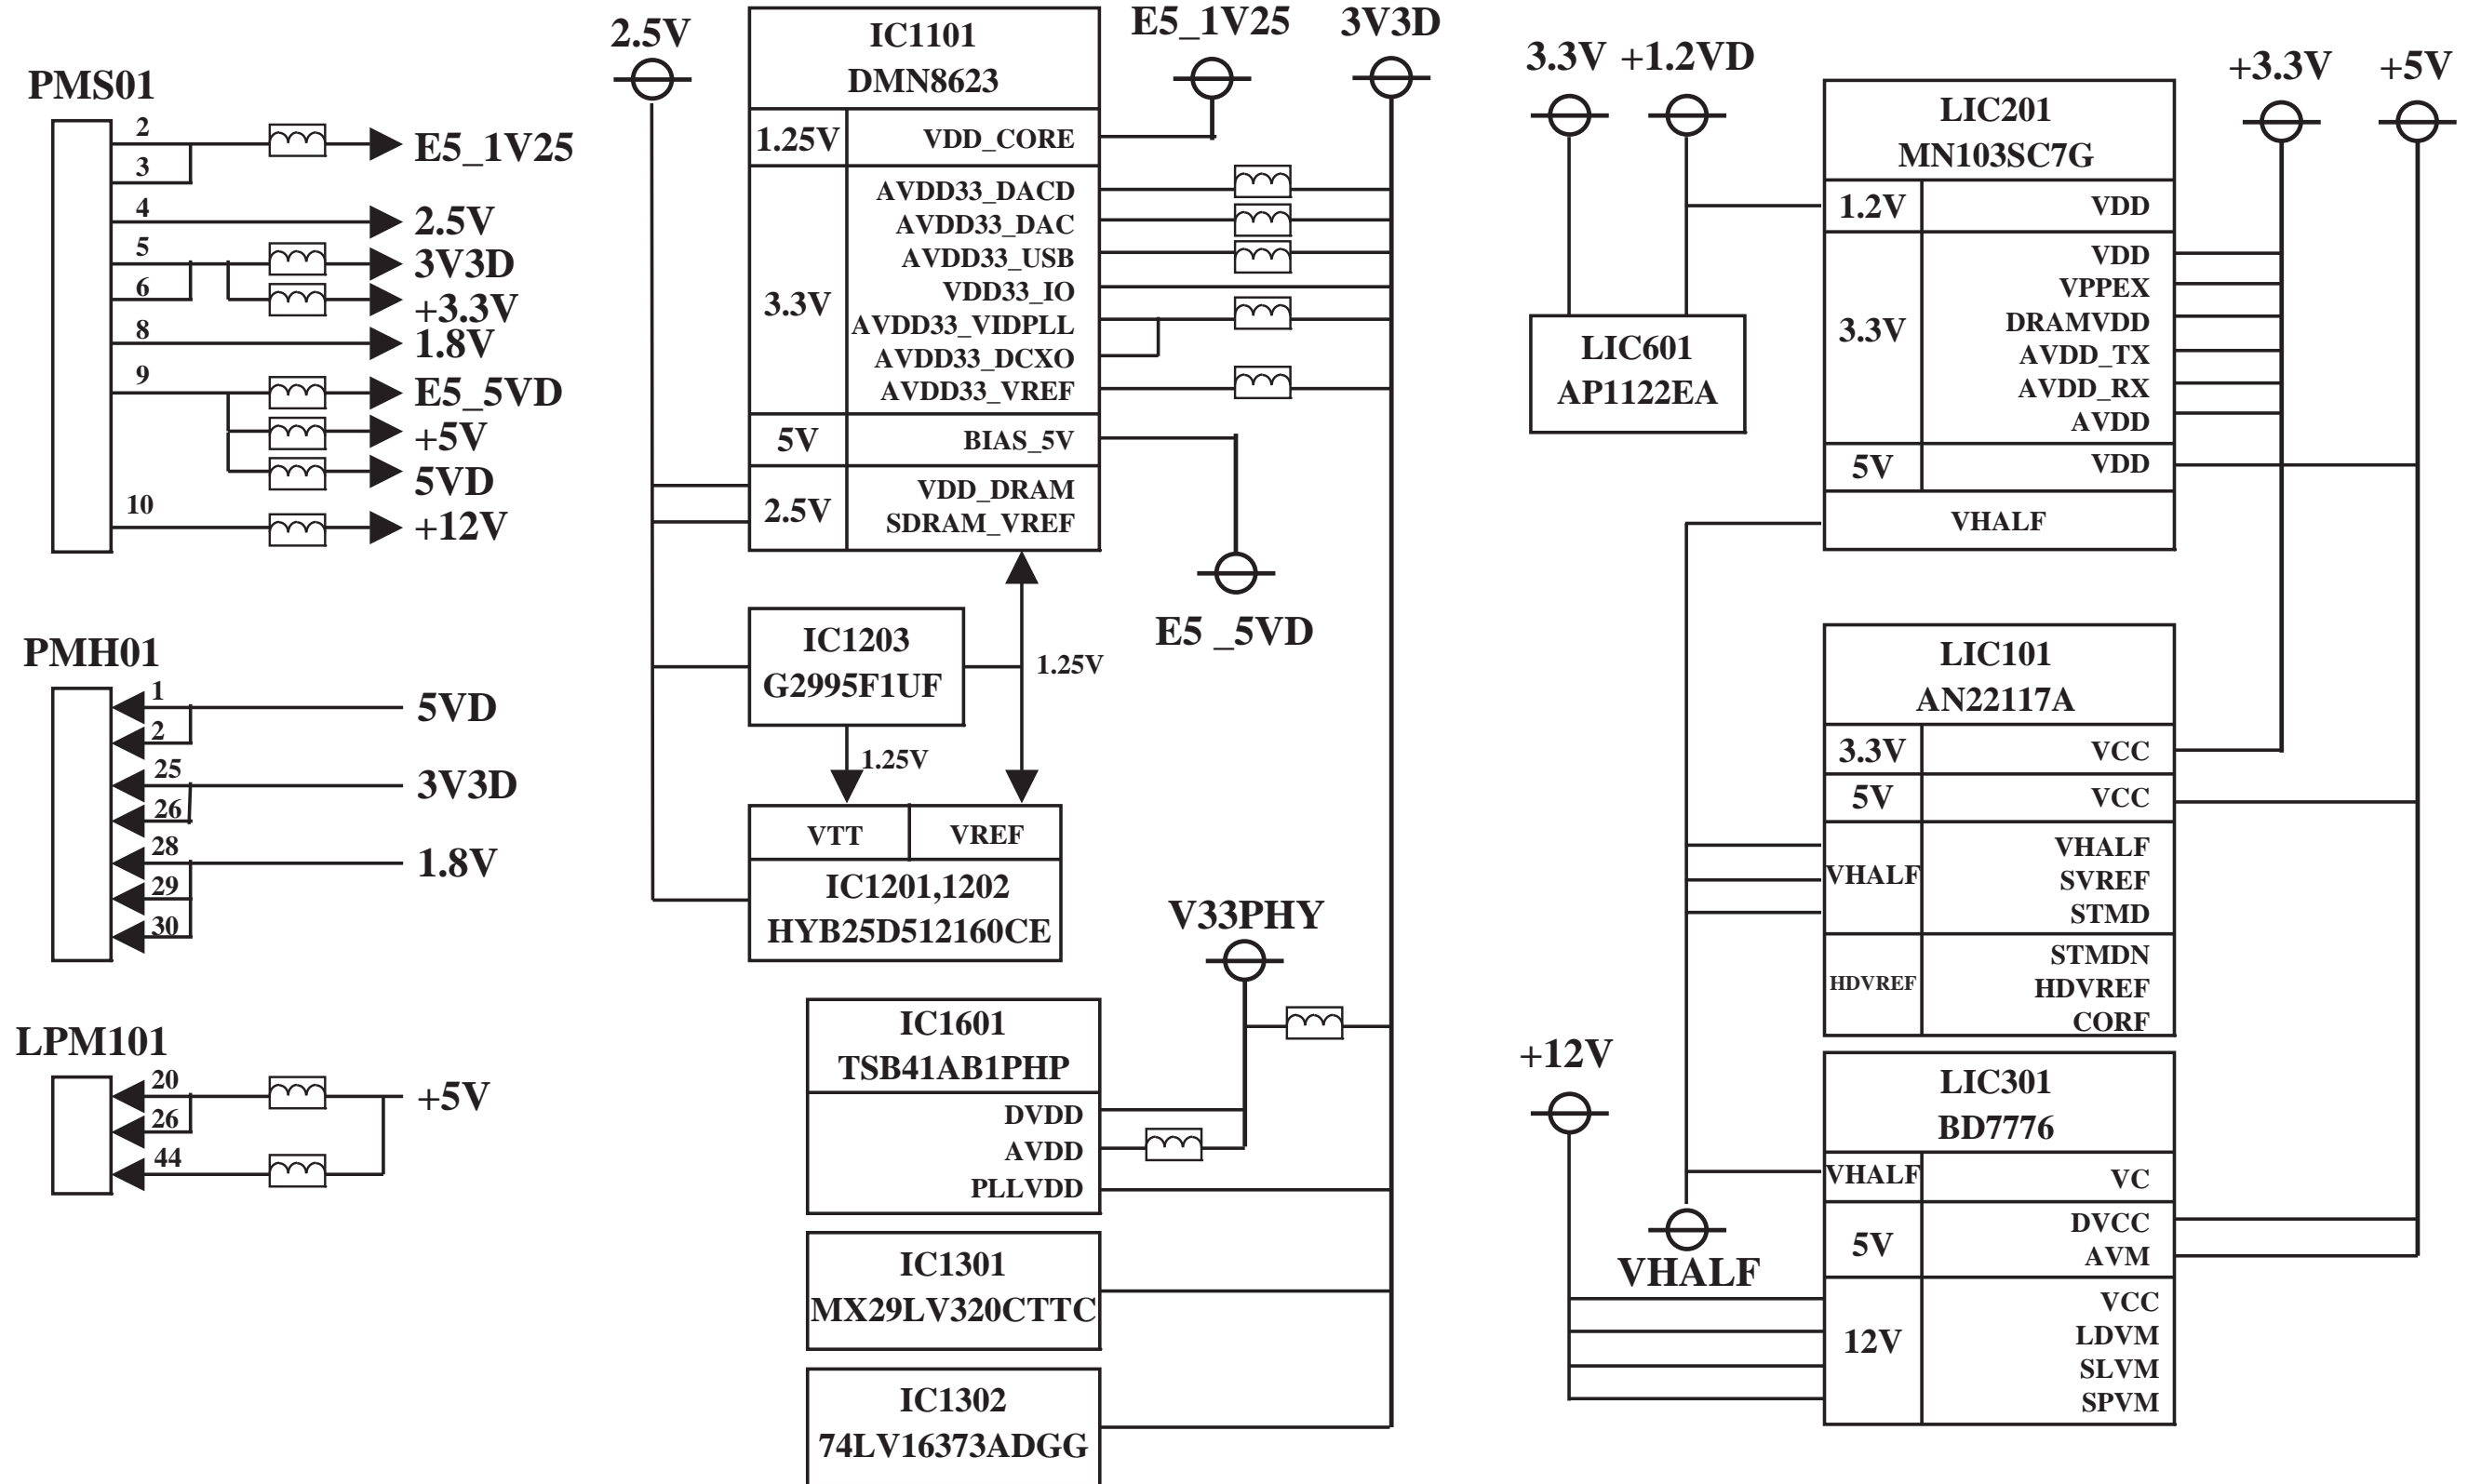 PMS01
2
E5_1V25
3
4
2.5V
5
3V3D
6
+3.3V
8
1.8V
9
E5_5VD
+5V
5VD
10
+12V
PMH01
1
5VD
2
25
3V3D
26
28
1.8V
29
30
LPM101
20
+5V
26
44
2.5V
IC1101
DMN8623
1.25V
VDD_CORE
3.3V
AVDD33_DACD
AVDD33_DAC
AVDD33_USB
VDD33_IO
AVDD33_VIDPLL
AVDD33_DCXO
AVDD33_VREF
5V
BIAS_5V
2.5V
VDD_DRAM
SDRAM_VREF
E5_1V25
3V3D
E5 _5VD
IC1203
G2995F1UF
1.25V
1.25V
VTT
VREF
IC1201,1202
HYB25D512160CE
V33PHY
IC1601
TSB41AB1PHP
DVDD
AVDD
PLLVDD
IC1301
MX29LV320CTTC
IC1302
74LV16373ADGG
3.3V
+1.2VD
LIC601
AP1122EA
LIC201
MN103SC7G
1.2V
VDD
3.3V
VDD
VPPEX
DRAMVDD
AVDD_TX
AVDD_RX
AVDD
5V
VDD
VHALF
+3.3V
+5V
LIC101
AN22117A
3.3V
VCC
5V
VCC
VHALF
VHALF
SVREF
STMD
HDVREF
STMDN
HDVREF
CORF
+12V
VHALF
LIC301
BD7776
VHALF
VC
5V
DVCC
AVM
12V
VCC
LDVM
SLVM
SPVM